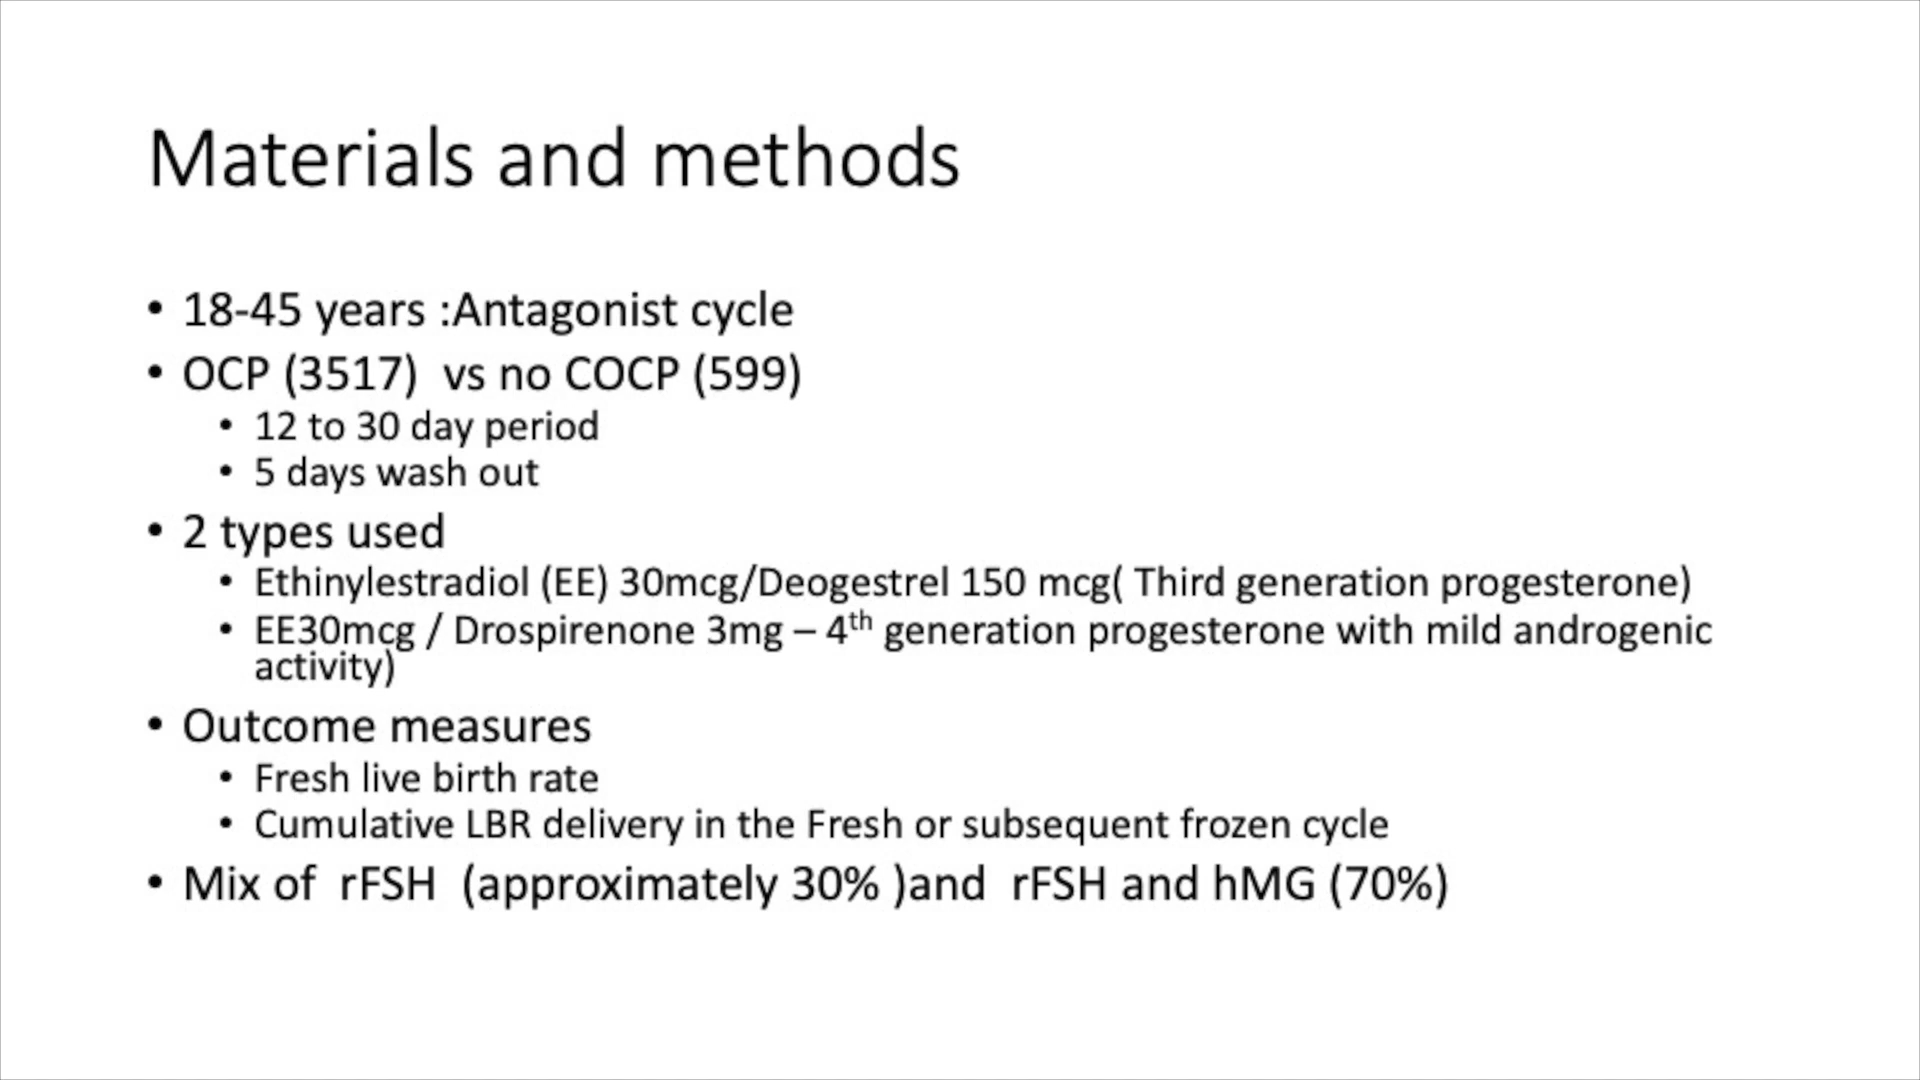 Materials and methods
• 18-45 years :Antagonist cycle
• OCP (3517)  vs no COCP (599)
• 12 to 30 day period
• 5 days wash out
• 2 types used
• Ethinylestradiol (EE) 30mcg/Deogestrel 150 mcg( Third generation progesterone)
• EE30mcg / Drospirenone 3mg – 4th generation progesterone with mild androgenic
activity)
• Outcome measures
• Fresh live birth rate
• Cumulative LBR delivery in the Fresh or subsequent frozen cycle
• Mix of  rFSH  (approximately 30% )and  rFSH and hMG (70%)